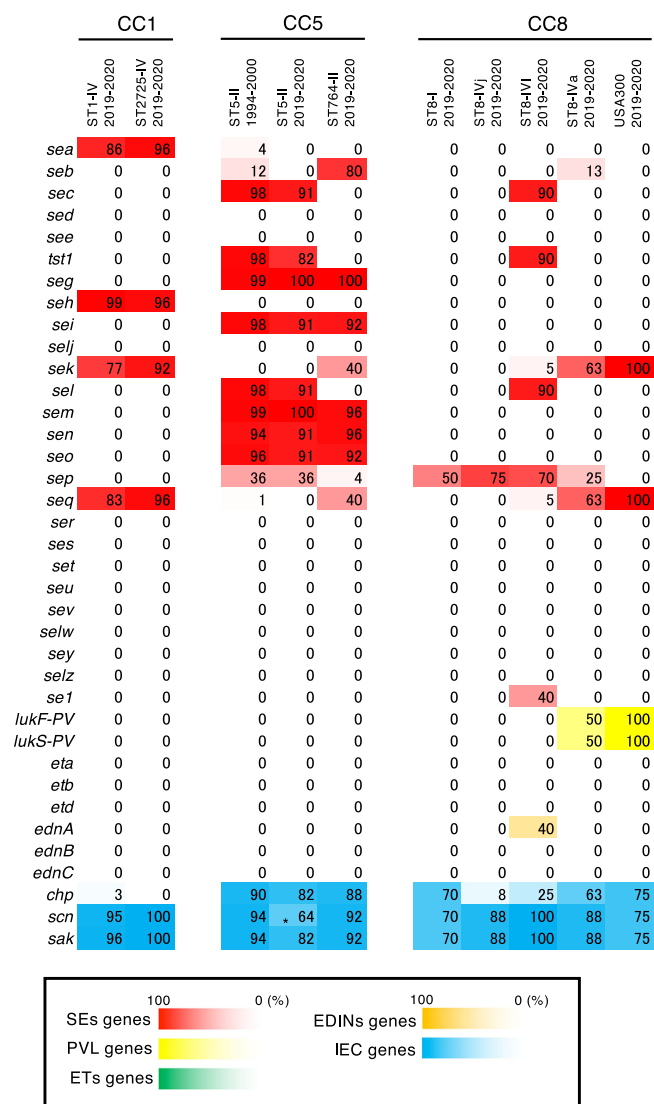 CC1 CC5 CC8
ST1-IV 2019-2020
ST2725-IV 2019-2020
ST5-II 1994-2000
ST5-II 2019-2020
ST764-II 2019-2020
ST8-I 2019-2020
ST8-IVj 2019-2020
ST8-IVl 2019-2020
ST8-IVa 2019-2020
USA300 2019-2020
sea 86 96 4 0 0 0 0 0 0 0
seb 0 0 12 0 80 0 0 0 13 0
sec 0 0 98 91 0 0 0 90 0 0
sed 0 0 0 0 0 0 0 0 0 0
see 0 0 0 0 0 0 0 0 0 0
tst1 0 0 98 82 0 0 0 90 0 0
seg 0 0 99 100 100 0 0 0 0 0
seh 99 96 0 0 0 0 0 0 0 0
sei 0 0 98 91 92 0 0 0 0 0
selj 0 0 0 0 0 0 0 0 0 0
sek 77 92 0 0 40 0 0 5 63 100
sel 0 0 98 91 0 0 0 90 0 0
sem 0 0 99 100 96 0 0 0 0 0
sen 0 0 94 91 96 0 0 0 0 0
seo 0 0 96 91 92 0 0 0 0 0
sep 0 0 36 36 4 50 75 70 25 0
seq 83 96 1 0 40 0 0 5 63 100
ser 0 0 0 0 0 0 0 0 0 0
ses 0 0 0 0 0 0 0 0 0 0
set 0 0 0 0 0 0 0 0 0 0
seu 0 0 0 0 0 0 0 0 0 0
sev 0 0 0 0 0 0 0 0 0 0
selw 0 0 0 0 0 0 0 0 0 0
sey 0 0 0 0 0 0 0 0 0 0
selz 0 0 0 0 0 0 0 0 0 0
se1 0 0 0 0 0 0 0 40 0 0
lukF-PV 0 0 0 0 0 0 0 0 50 100
lukS-PV 0 0 0 0 0 0 0 0 50 100
eta 0 0 0 0 0 0 0 0 0 0
etb 0 0 0 0 0 0 0 0 0 0
etd 0 0 0 0 0 0 0 0 0 0
ednA 0 0 0 0 0 0 0 40 0 0
ednB 0 0 0 0 0 0 0 0 0 0
ednC 0 0 0 0 0 0 0 0 0 0
chp 3 0 90 82 88 70 8 25 63 75
scn 95 100 94 * 64 92 70 88 100 88 75
sak 96 100 94 82 92 70 88 100 88 75
100 0 (%) 100 0 (%)
SEs genes EDINs genes
PVL genes IEC genes
ETs genes